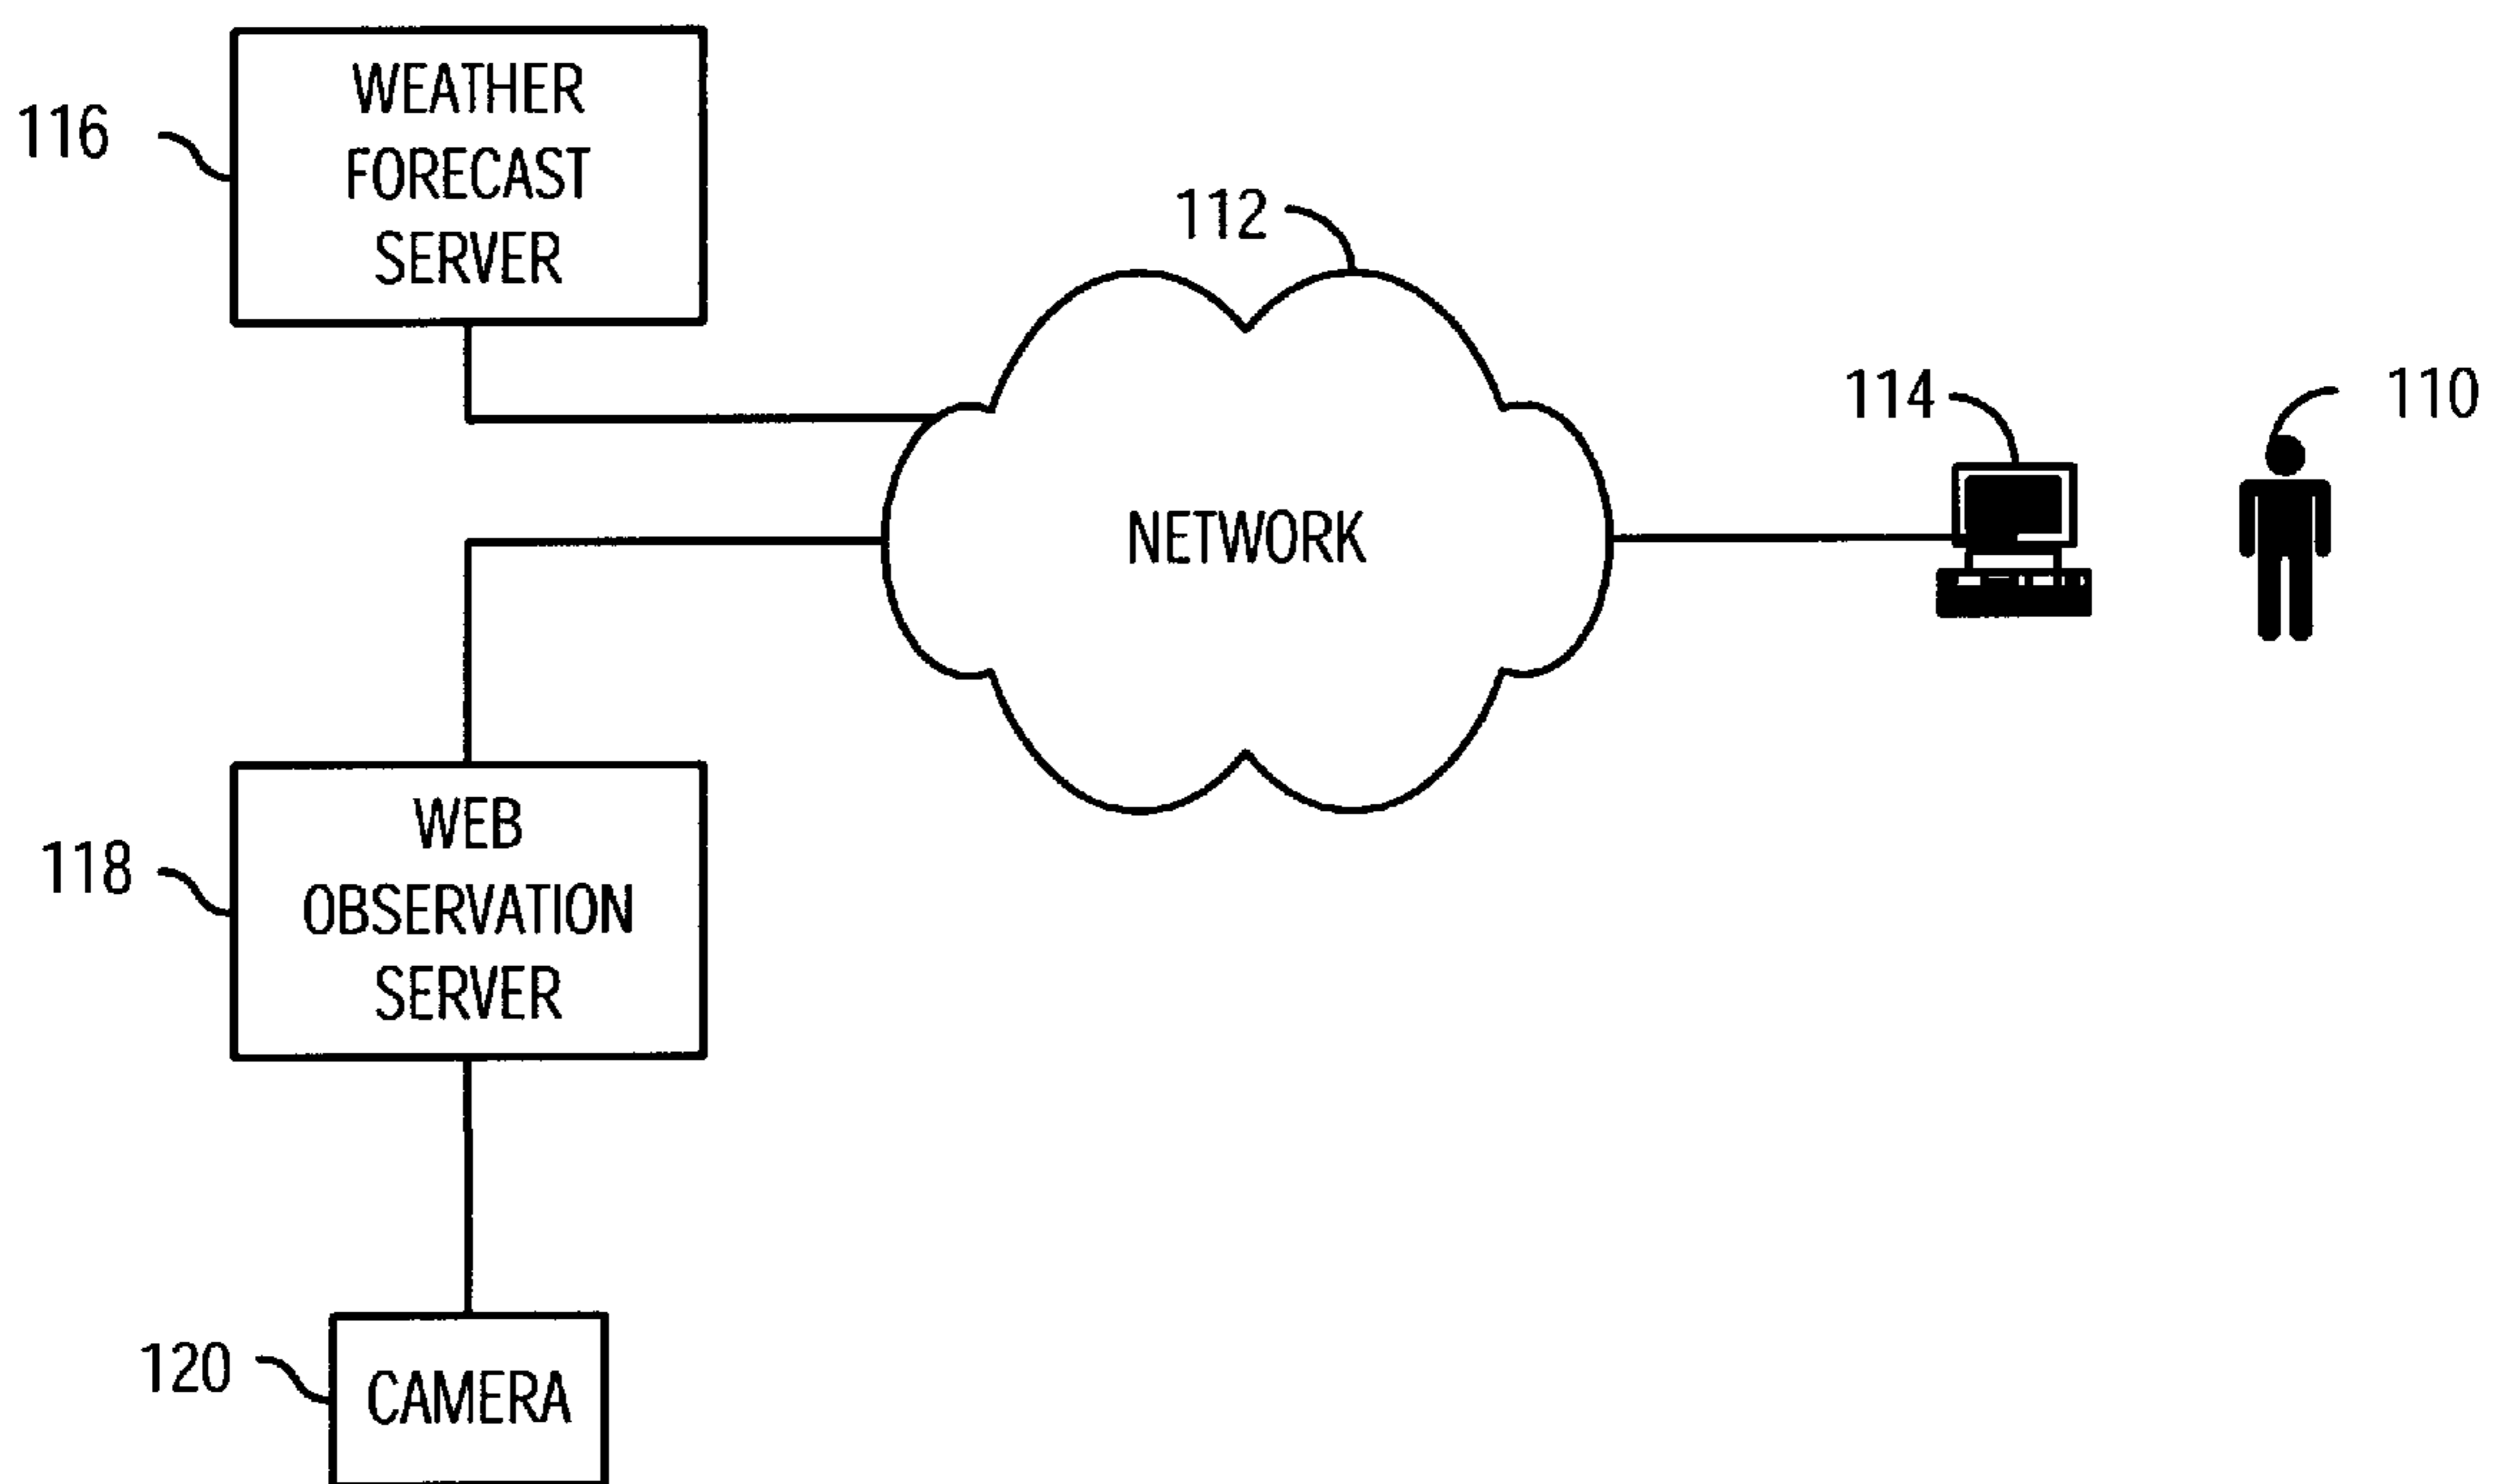 116
WEATHER
FORECAST
SERVER
112
114
110
NETWORK
118
WEB
OBSERVATION
SERVER
120
CAMERA